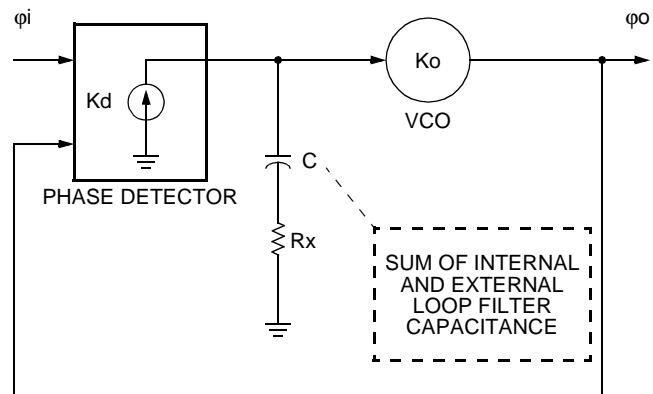 φi
φo
Kd
Ko
VCO
PHASE DETECTOR
C
Rx
SUM OF INTERNAL
AND EXTERNAL
LOOP FILTER
CAPACITANCE